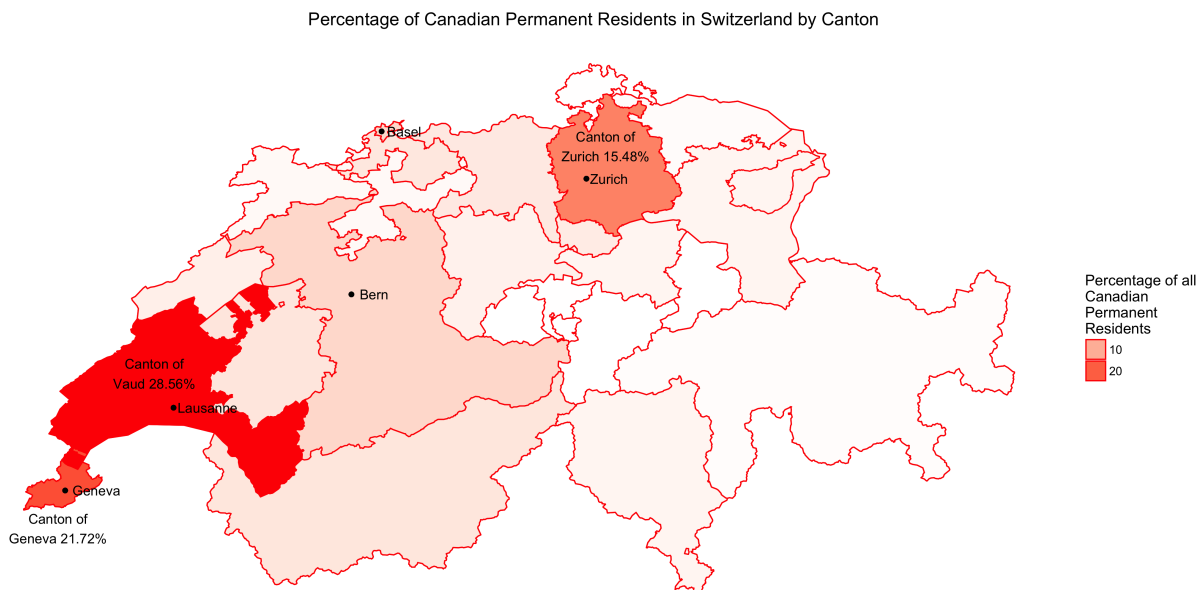 Percentage of Canadian Permanent Residents in Switzerland by Canton
Basel
Canton of
Zurich 15.48%
Zurich
Bern
Canton of
Vaud 28.56%
Lausanne
Geneva
Canton of
Geneva 21.72%
Percentage of all
Canadian
Permanent
Residents
10
20